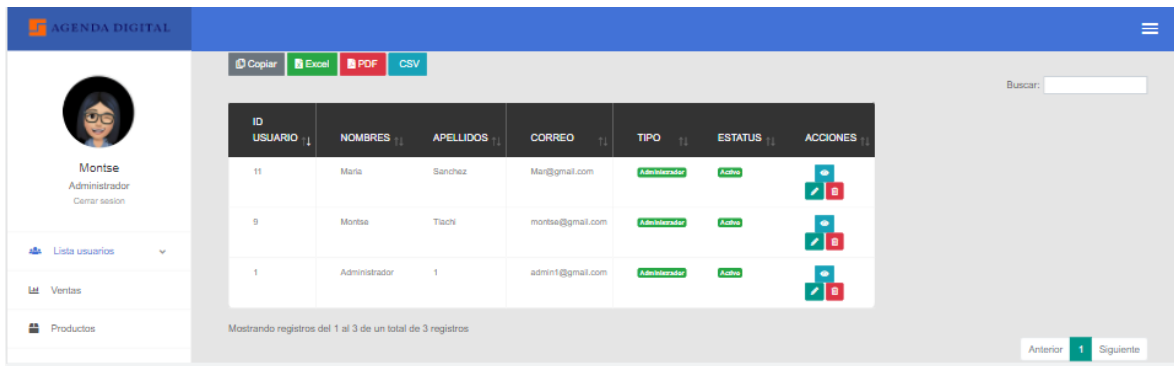 AGENDA DIGITAL
Copiar Excel PDF CSV
Buscar:
Montse
Administrador
Cerrar sesion
Lista usuarios
Ventas
Productos
ID
USUARIO NOMBRES APELLIDOS CORREO TIPO ESTATUS ACCIONES
11 Maria Sanchez Mar@gmail.com Administrador Activo
9 Montse Tlachi montse@gmail.com Administrador Activo
1 Administrador 1 admin1@gmail.com Administrador Activo
Mostrando registros del 1 al 3 de un total de 3 registros
Anterior 1 Siguiente